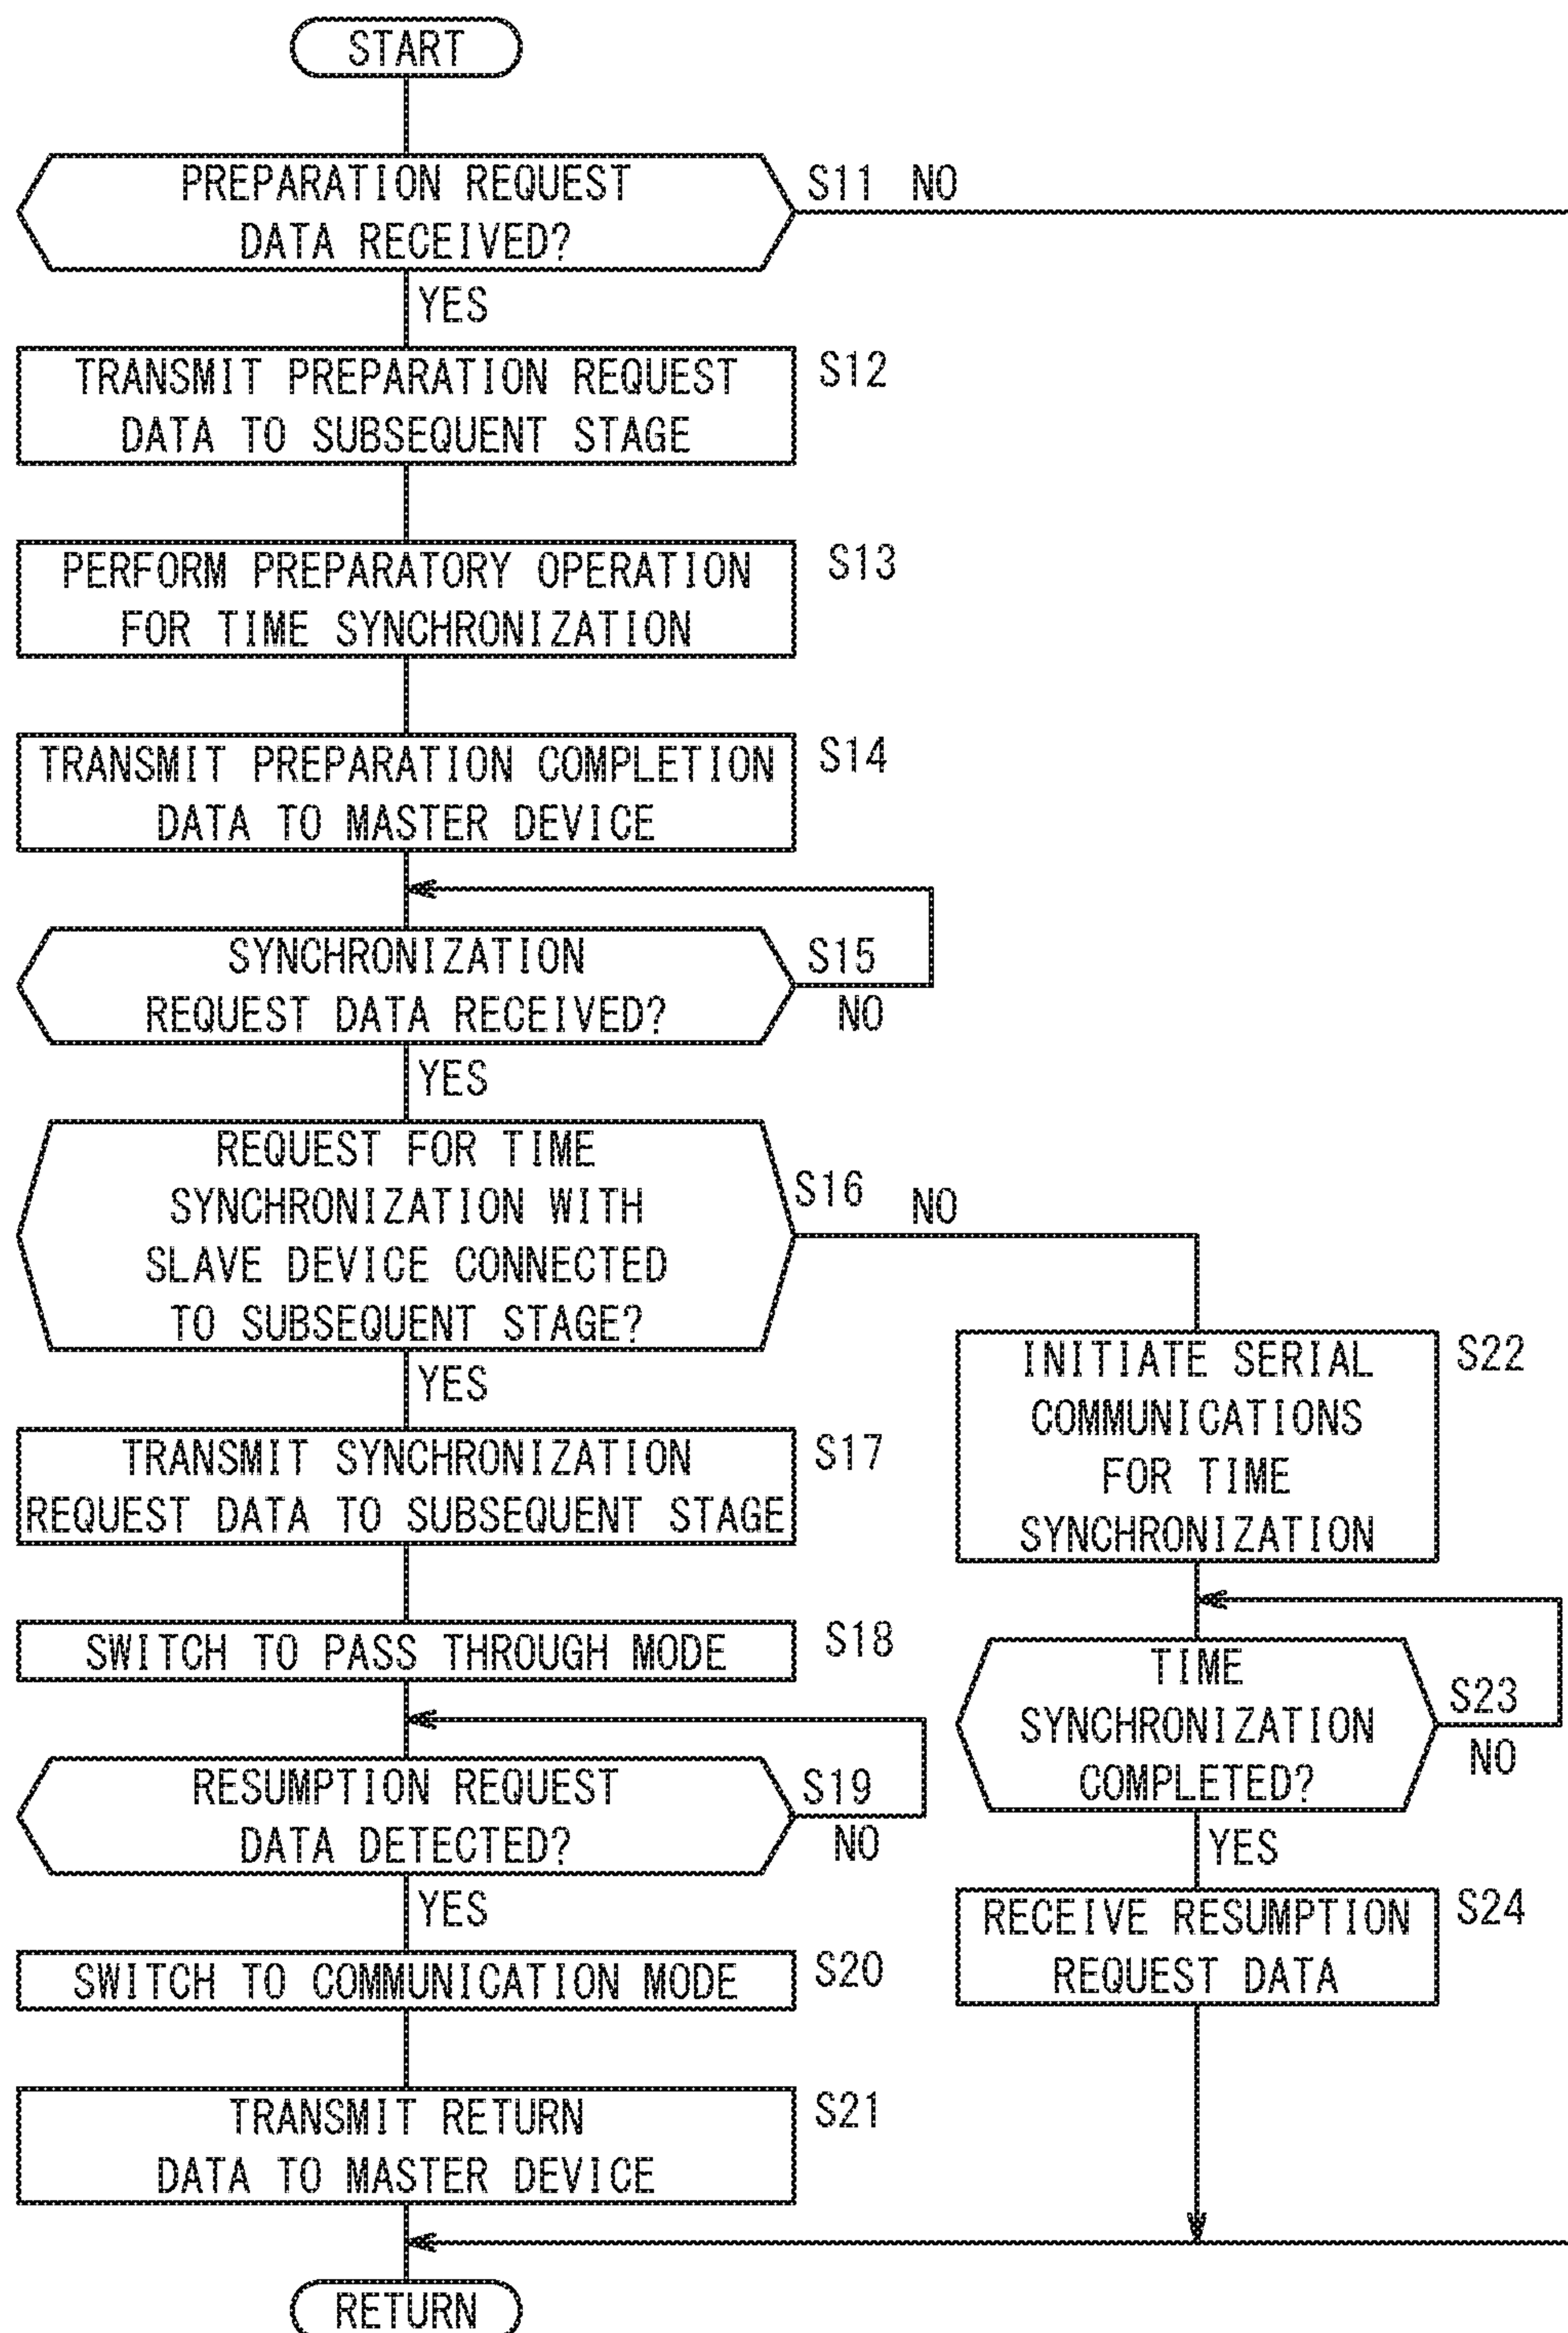 START
PREPARATION REQUEST
DATA RECEIVED?
S11 NO
YES
TRANSMIT PREPARATION REQUEST
DATA TO SUBSEQUENT STAGE
S12
PERFORM PREPARATORY OPERATION
FOR TIME SYNCHRONIZATION
S13
TRANSMIT PREPARATION COMPLETION
DATA TO MASTER DEVICE
S14
SYNCHRONIZATION
REQUEST DATA RECEIVED?
S15
NO
YES
REQUEST FOR TIME
SYNCHRONIZATION WITH
SLAVE DEVICE CONNECTED
TO SUBSEQUENT STAGE?
S16 NO
YES
TRANSMIT SYNCHRONIZATION
REQUEST DATA TO SUBSEQUENT STAGE
S17
SWITCH TO PASS THROUGH MODE
S18
RESUMPTION REQUEST
DATA DETECTED?
S19
NO
YES
SWITCH TO COMMUNICATION MODE
S20
TRANSMIT RETURN
DATA TO MASTER DEVICE
S21
INITIATE SERIAL
COMMUNICATIONS
FOR TIME
SYNCHRONIZATION
S22
TIME
SYNCHRONIZATION
COMPLETED?
S23
NO
YES
RECEIVE RESUMPTION
REQUEST DATA
S24
RETURN